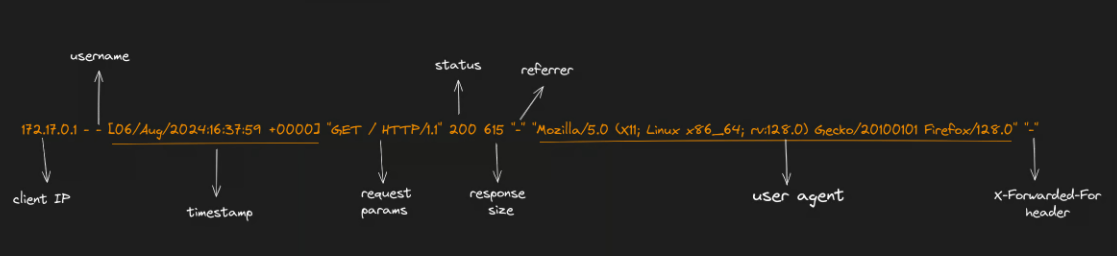 username
status
referrer
172.17.0.1 - - [06/Aug/2024:16:37:59 +0000] "GET / HTTP/1.1" 200 615 "-" "Mozilla/5.0 (X11; Linux x86_64; rv:128.0) Gecko/20100101 Firefox/128.0" "-"
client IP
timestamp
request
params
response
size
user agent
X-Forwarded-For
header